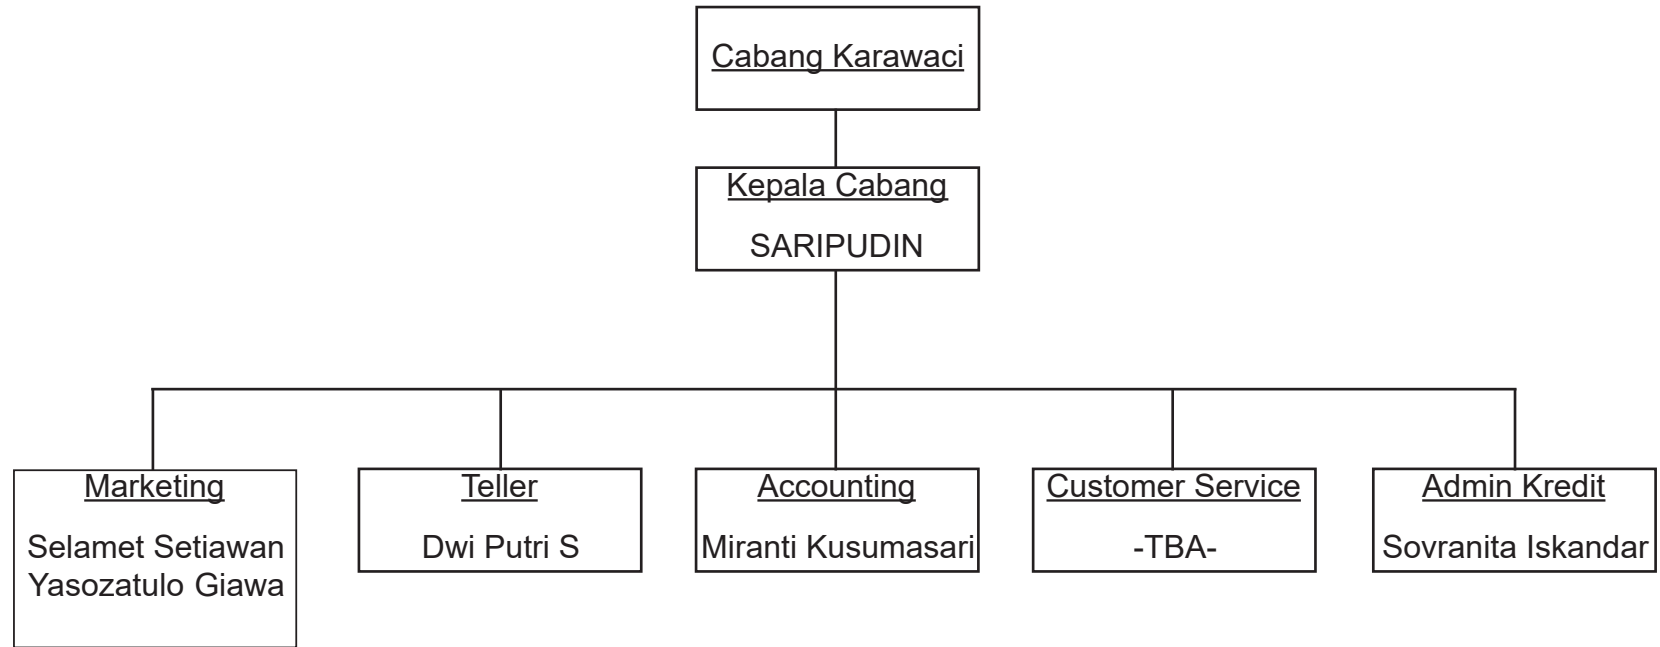 Cabang Karawaci
Kepala Cabang
SARIPUDIN
Marketing
Selamet Setiawan
Yasozatulo Giawa
Teller
Dwi Putri S
Accounting
Miranti Kusumasari
Customer Service
-TBA-
Admin Kredit
Sovranita Iskandar